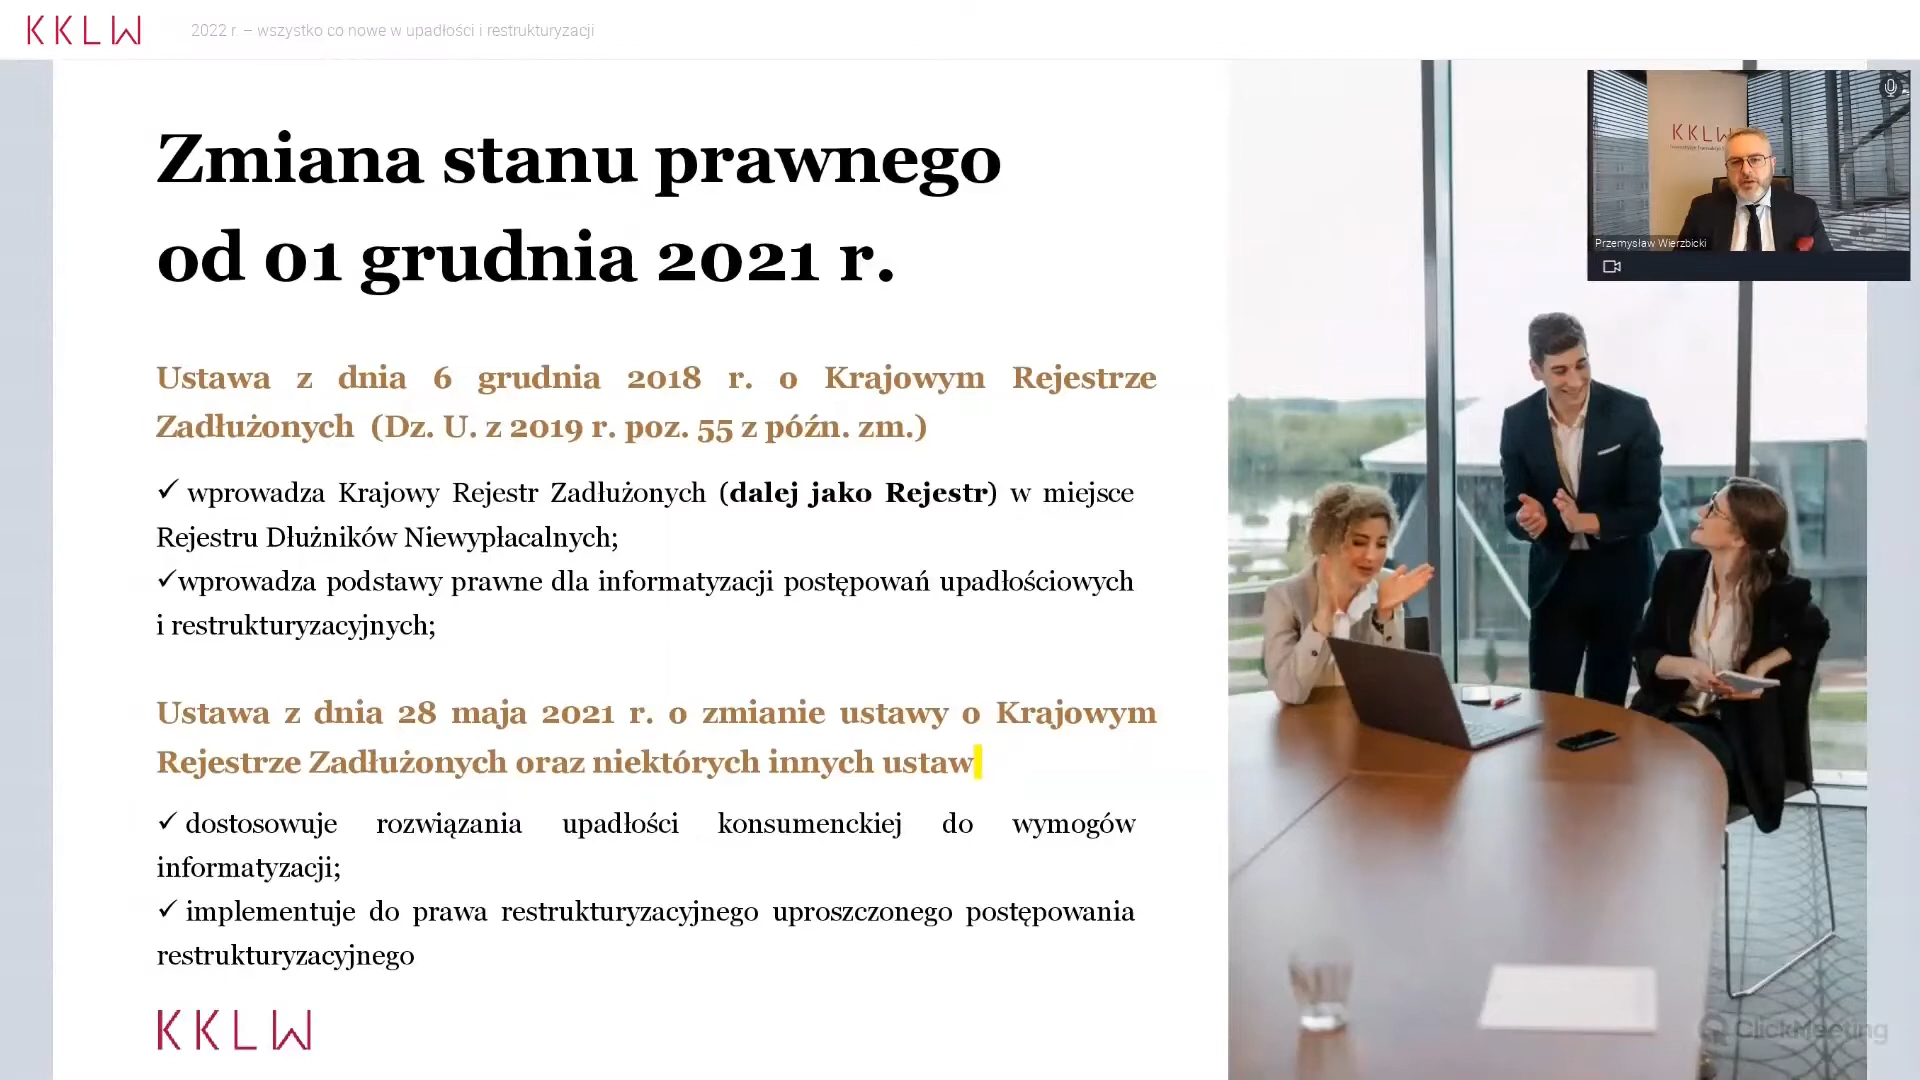 KKLW
2022 r. – wszystko co nowe w upadłości i restrukturyzacji
Zmiana stanu prawnego
od 01 grudnia 2021 r.
Ustawa z dnia 6 grudnia 2018 r. o Krajowym Rejestrze
Zadłużonych (Dz. U. z 2019 r. poz. 55 z późn. zm.)
✓ wprowadza Krajowy Rejestr Zadłużonych (dalej jako Rejestr) w miejsce
Rejestru Dłużników Niewypłacalnych;
✓wprowadza podstawy prawne dla informatyzacji postępowań upadłościowych
i restrukturyzacyjnych;
Ustawa z dnia 28 maja 2021 r. o zmianie ustawy o Krajowym
Rejestrze Zadłużonych oraz niektórych innych ustaw
✓ dostosowuje rozwiązania upadłości konsumenckiej do wymogów
informatyzacji;
✓ implementuje do prawa restrukturyzacyjnego uproszczonego postępowania
restrukturyzacyjnego
KKLW
KKLW
Przemysław Wierzbicki
ClickMeeting